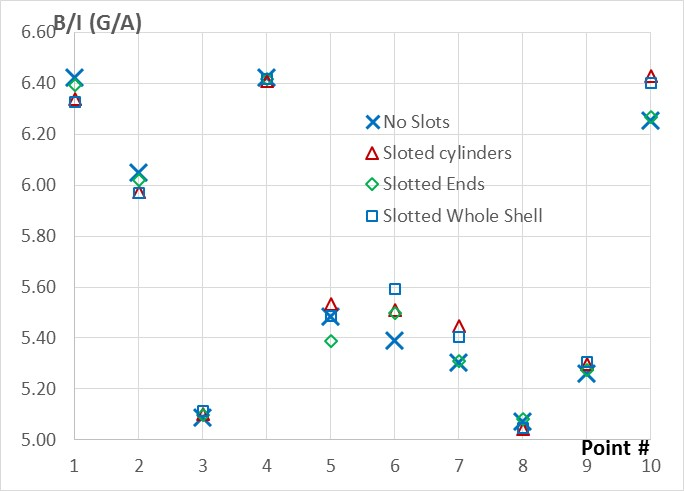 B/I (G/A)
6.60
6.40
6.20
6.00
5.80
5.60
5.40
5.20
5.00
No Slots
Sloted cylinders
Slotted Ends
Slotted Whole Shell
Point #
1 2 3 4 5 6 7 8 9 10